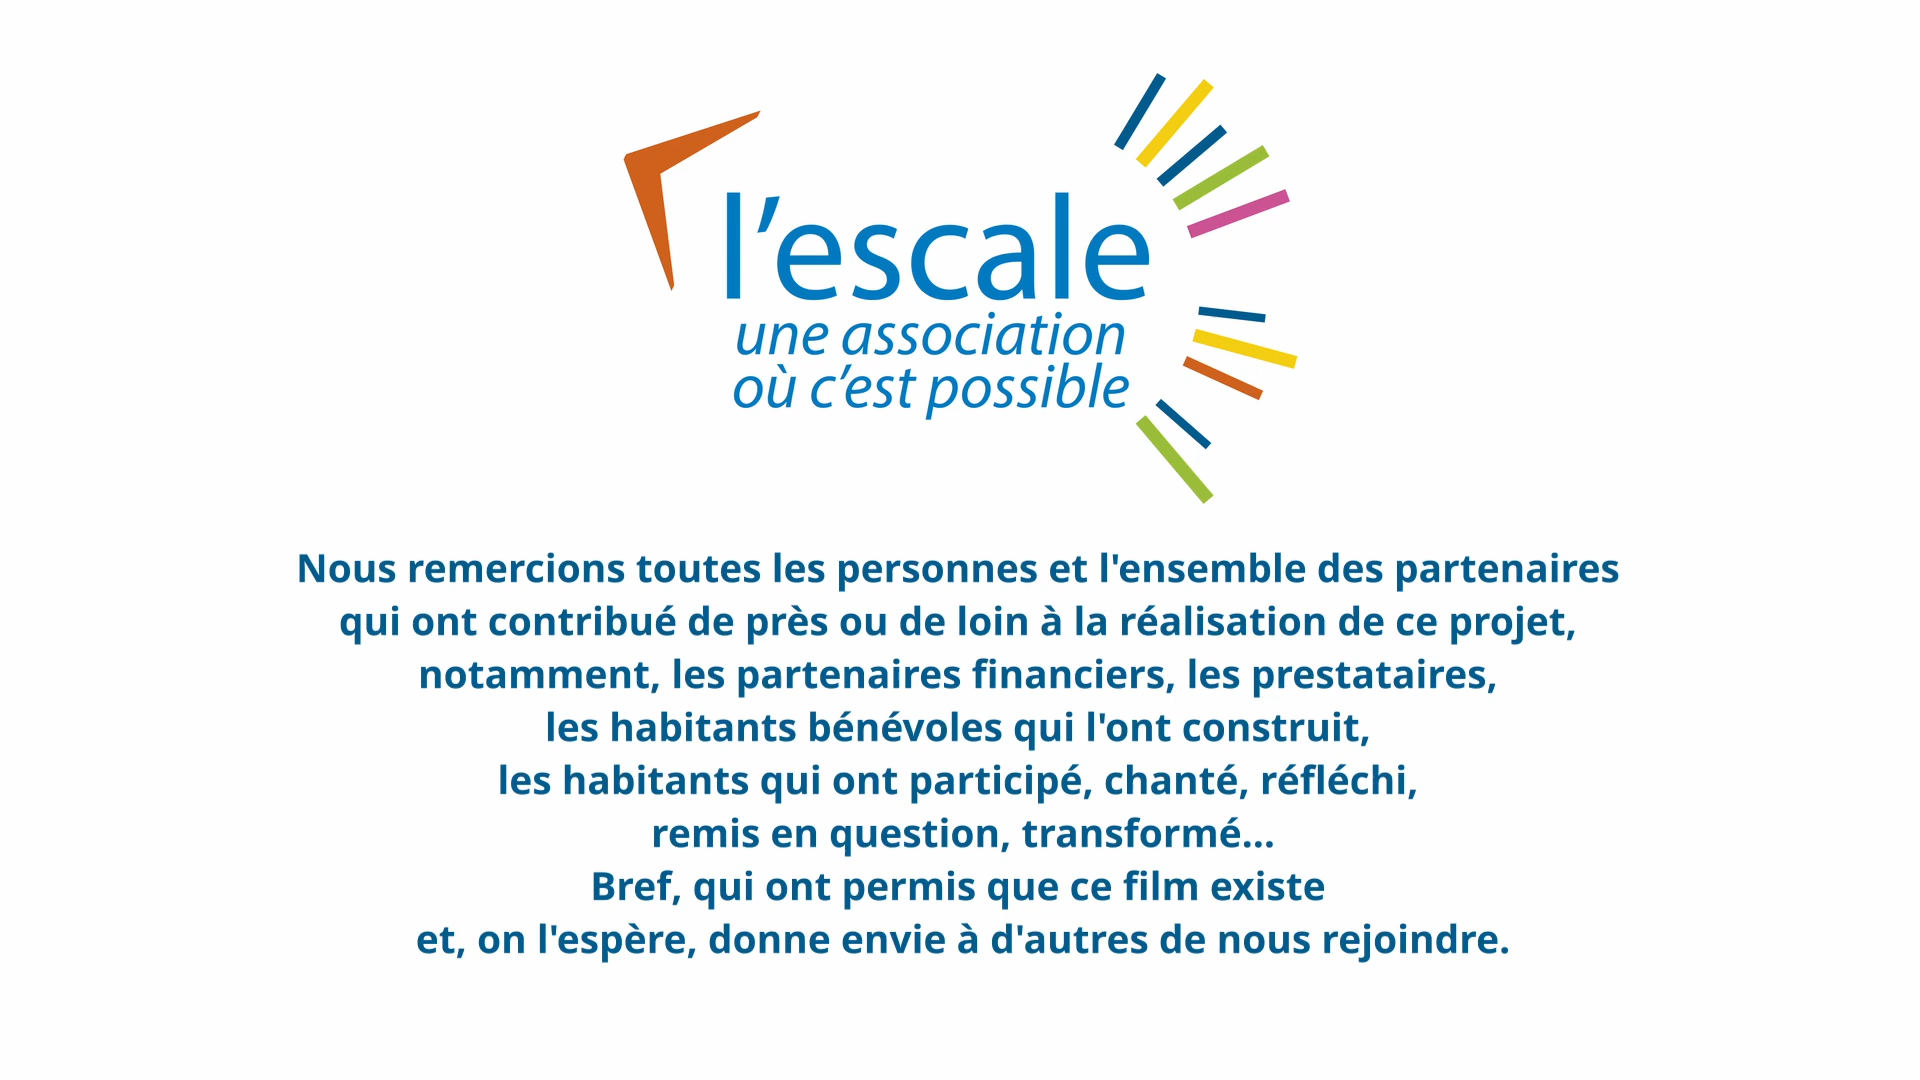 l’escale
une association
où c’est possible
Nous remercions toutes les personnes et l'ensemble des partenaires
qui ont contribué de près ou de loin à la réalisation de ce projet,
notamment, les partenaires financiers, les prestataires,
les habitants bénévoles qui l'ont construit,
les habitants qui ont participé, chanté, réfléchi,
remis en question, transformé...
Bref, qui ont permis que ce film existe
et, on l'espère, donne envie à d'autres de nous rejoindre.